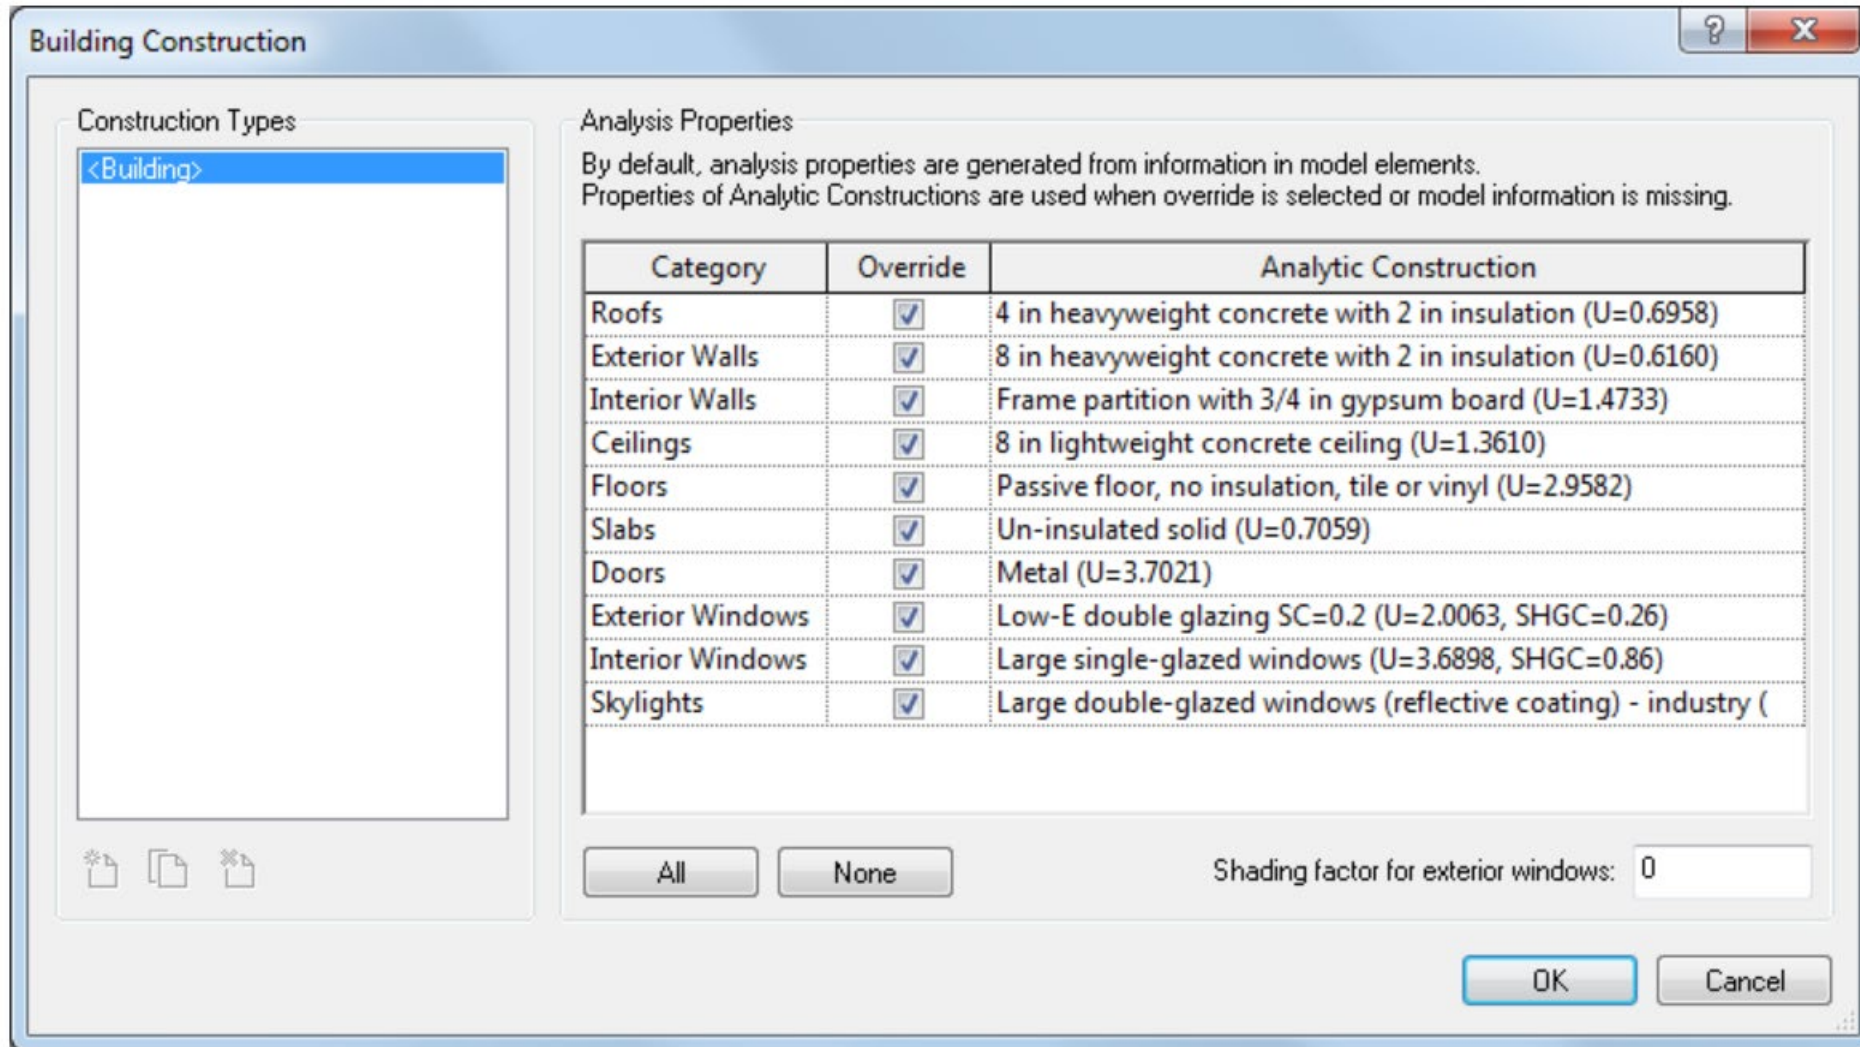 Building Construction
Construction Types
<Building>
Analysis Properties
By default, analysis properties are generated from information in model elements.
Properties of Analytic Constructions are used when override is selected or model information is missing.
Category Override Analytic Construction
Roofs 4 in heavyweight concrete with 2 in insulation (U=0.6958)
Exterior Walls 8 in heavyweight concrete with 2 in insulation (U=0.6160)
Interior Walls Frame partition with 3/4 in gypsum board (U=1.4733)
Ceilings 8 in lightweight concrete ceiling (U=1.3610)
Floors Passive floor, no insulation, tile or vinyl (U=2.9582)
Slabs Un-insulated solid (U=0.7059)
Doors Metal (U=3.7021)
Exterior Windows Low-E double glazing SC=0.2 (U=2.0063, SHGC=0.26)
Interior Windows Large single-glazed windows (U=3.6898, SHGC=0.86)
Skylights Large double-glazed windows (reflective coating) - industry (
All None Shading factor for exterior windows: 0
OK Cancel